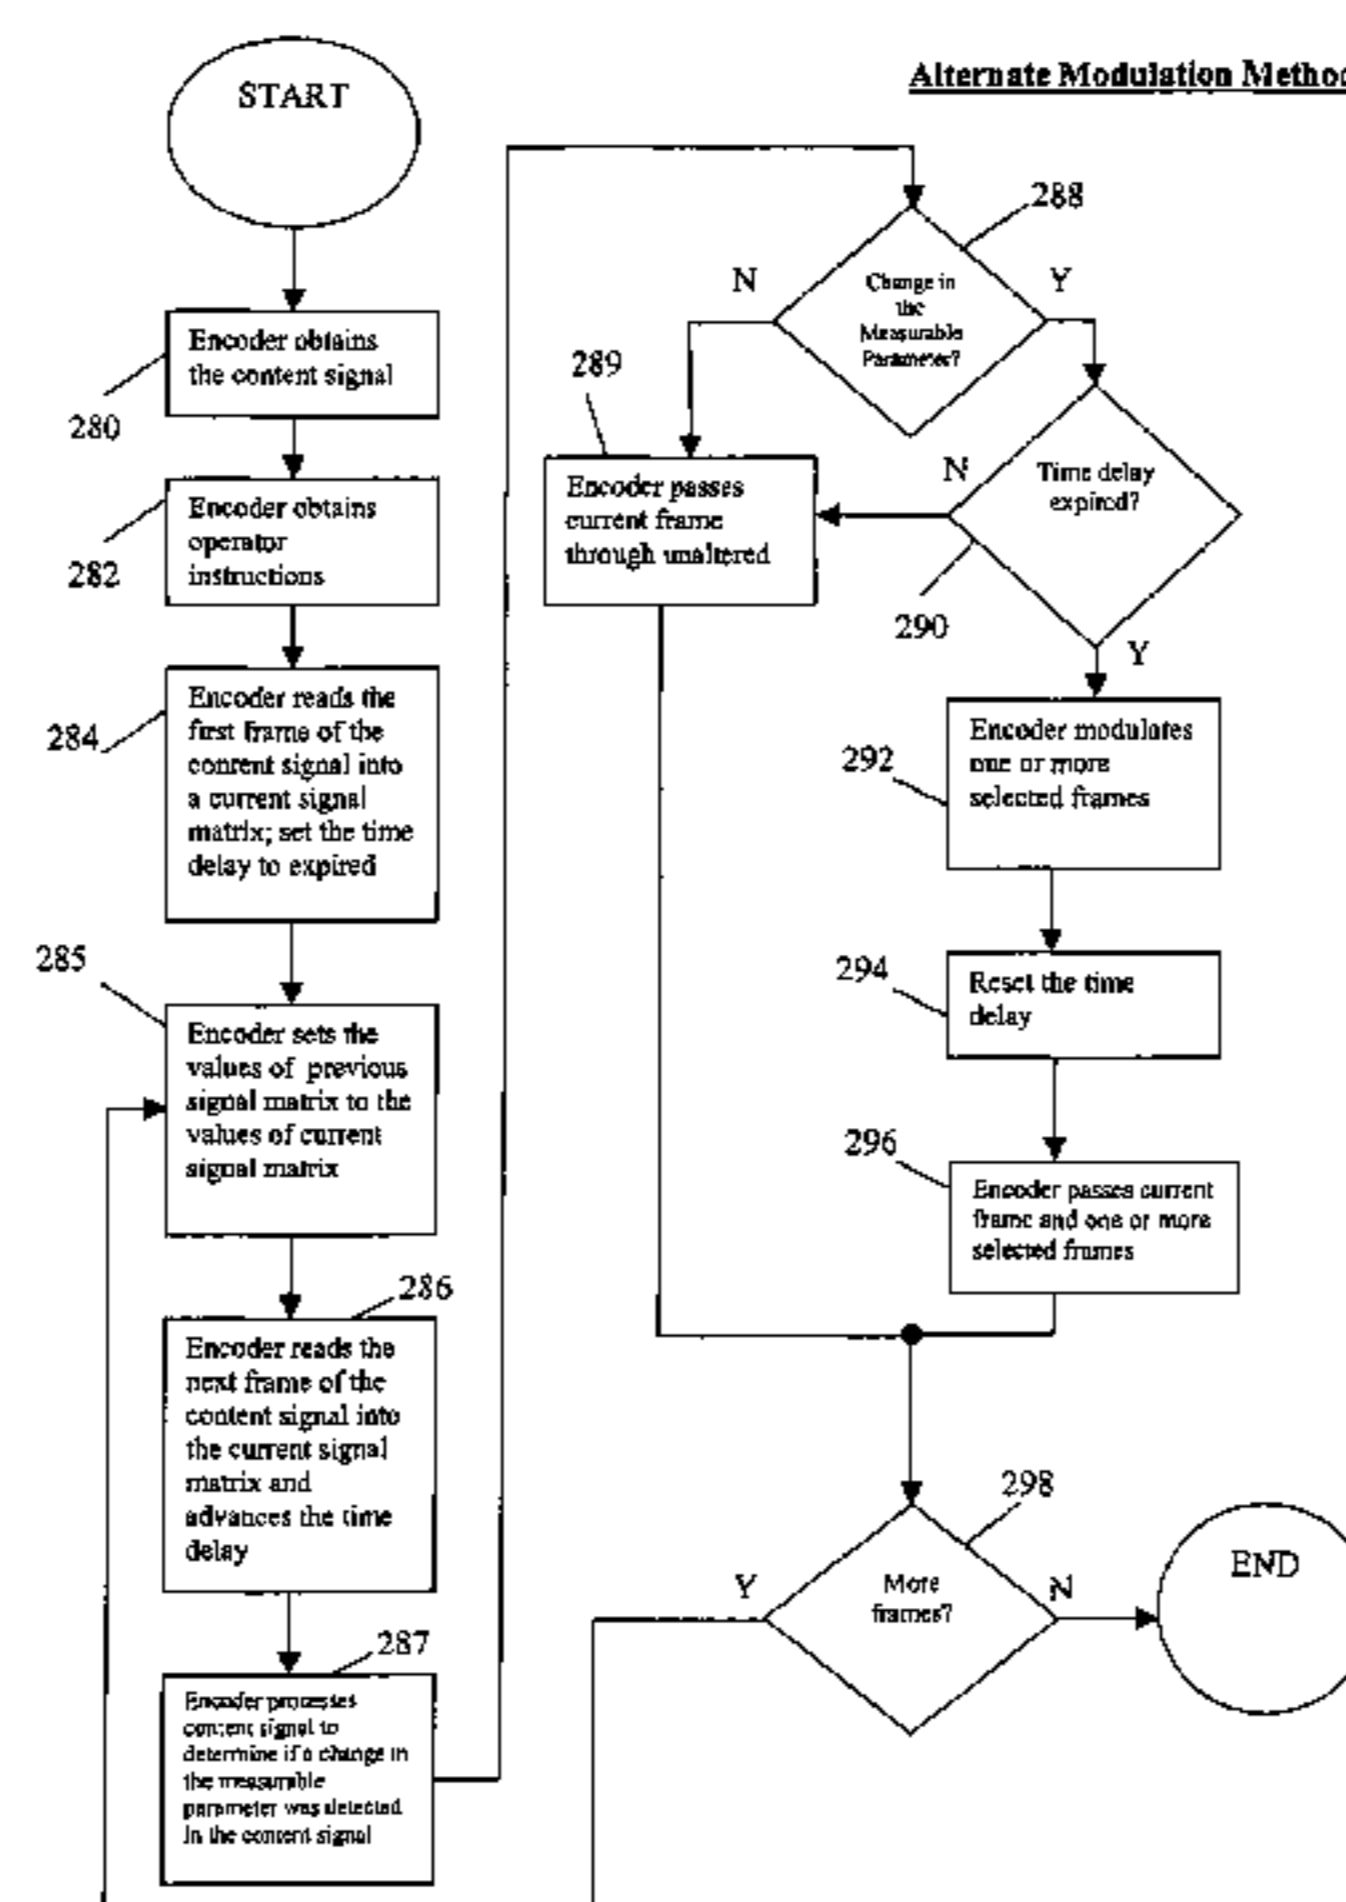 Alternate Modulation Method
START
Encoder obtains
the content signal
280
Encoder obtains
operator
instructions
282
Encoder reads the
first frame of the
content signal into
a current signal
matrix; set the time
delay to expired
284
285
Encoder sets the
values of previous
signal matrix to the
values of current
signal matrix
286
Encoder reads the
next frame of the
content signal into
the current signal
matrix and
advances the time
delay
287
Encoder processes
content signal to
determine if a change in
the measurable
parameter was detected
In the content signal
288
Change in
the
Measurable
Parameter?
N
Y
289
Encoder passes
current frame
through unaltered
N
Time delay
expired?
290
Y
292
Encoder modulates
one or more
selected frames
294
Reset the time
delay
296
Encoder passes current
frame and one or more
selected frames
298
More
frames?
Y
N
END